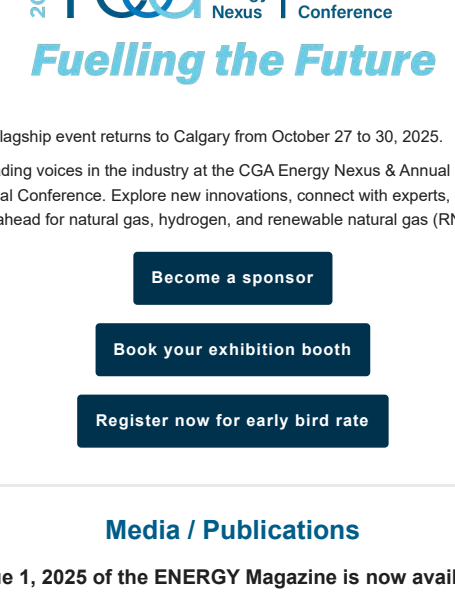 20
Nexus
Conference
Fuelling the Future
lagship event returns to Calgary from October 27 to 30, 2025.
ding voices in the industry at the CGA Energy Nexus & Annual
al Conference. Explore new innovations, connect with experts,
ahead for natural gas, hydrogen, and renewable natural gas (RN
Become a sponsor
Book your exhibition booth
Register now for early bird rate
Media / Publications
ue 1, 2025 of the ENERGY Magazine is now avail